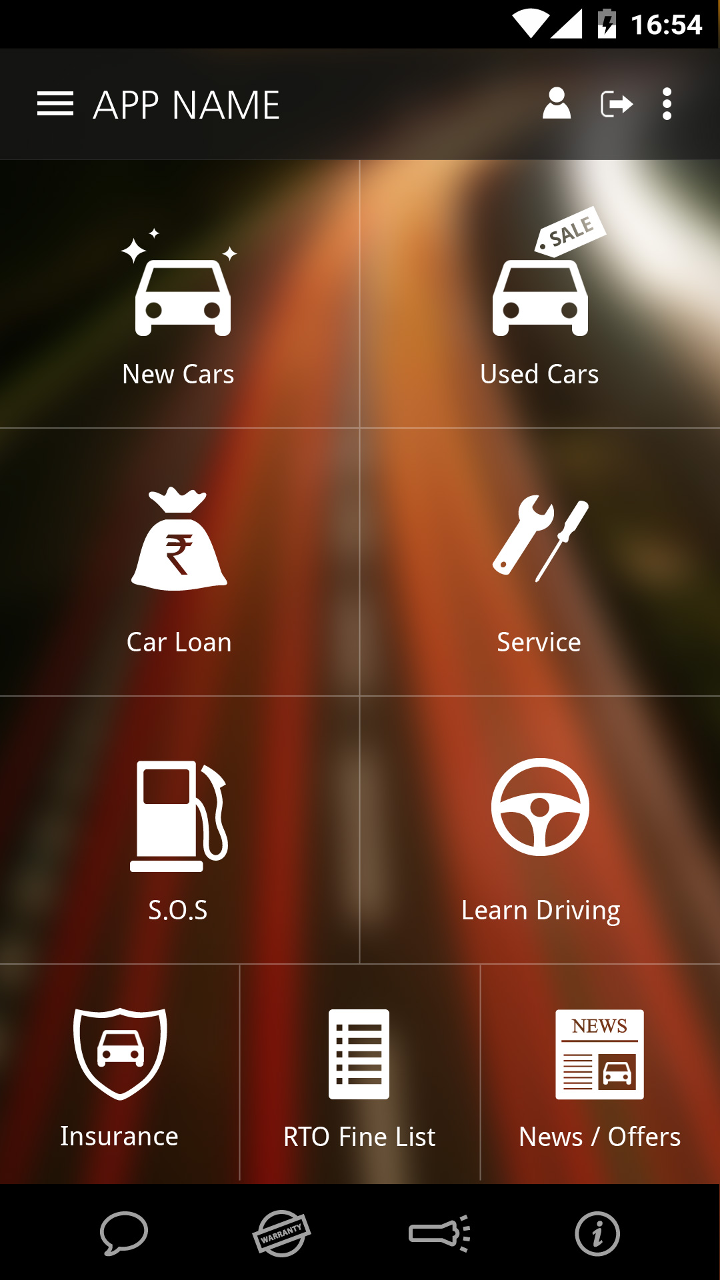 16:54
APP NAME
SALE
New Cars
Used Cars
₹
Car Loan
Service
S.O.S
Learn Driving
NEWS
Insurance
RTO Fine List
News / Offers
WARRANTY
i